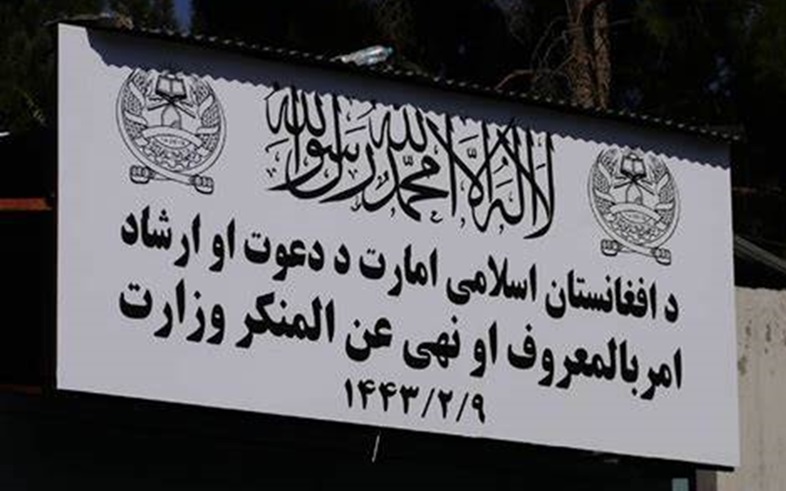 لا اله الا الله محمد رسول الله
د افغانستان اسلامی امارت د دعوت او ارشاد
امربالمعروف او نهی عن المنکر وزارت
۱۴۴۳/۲/۹